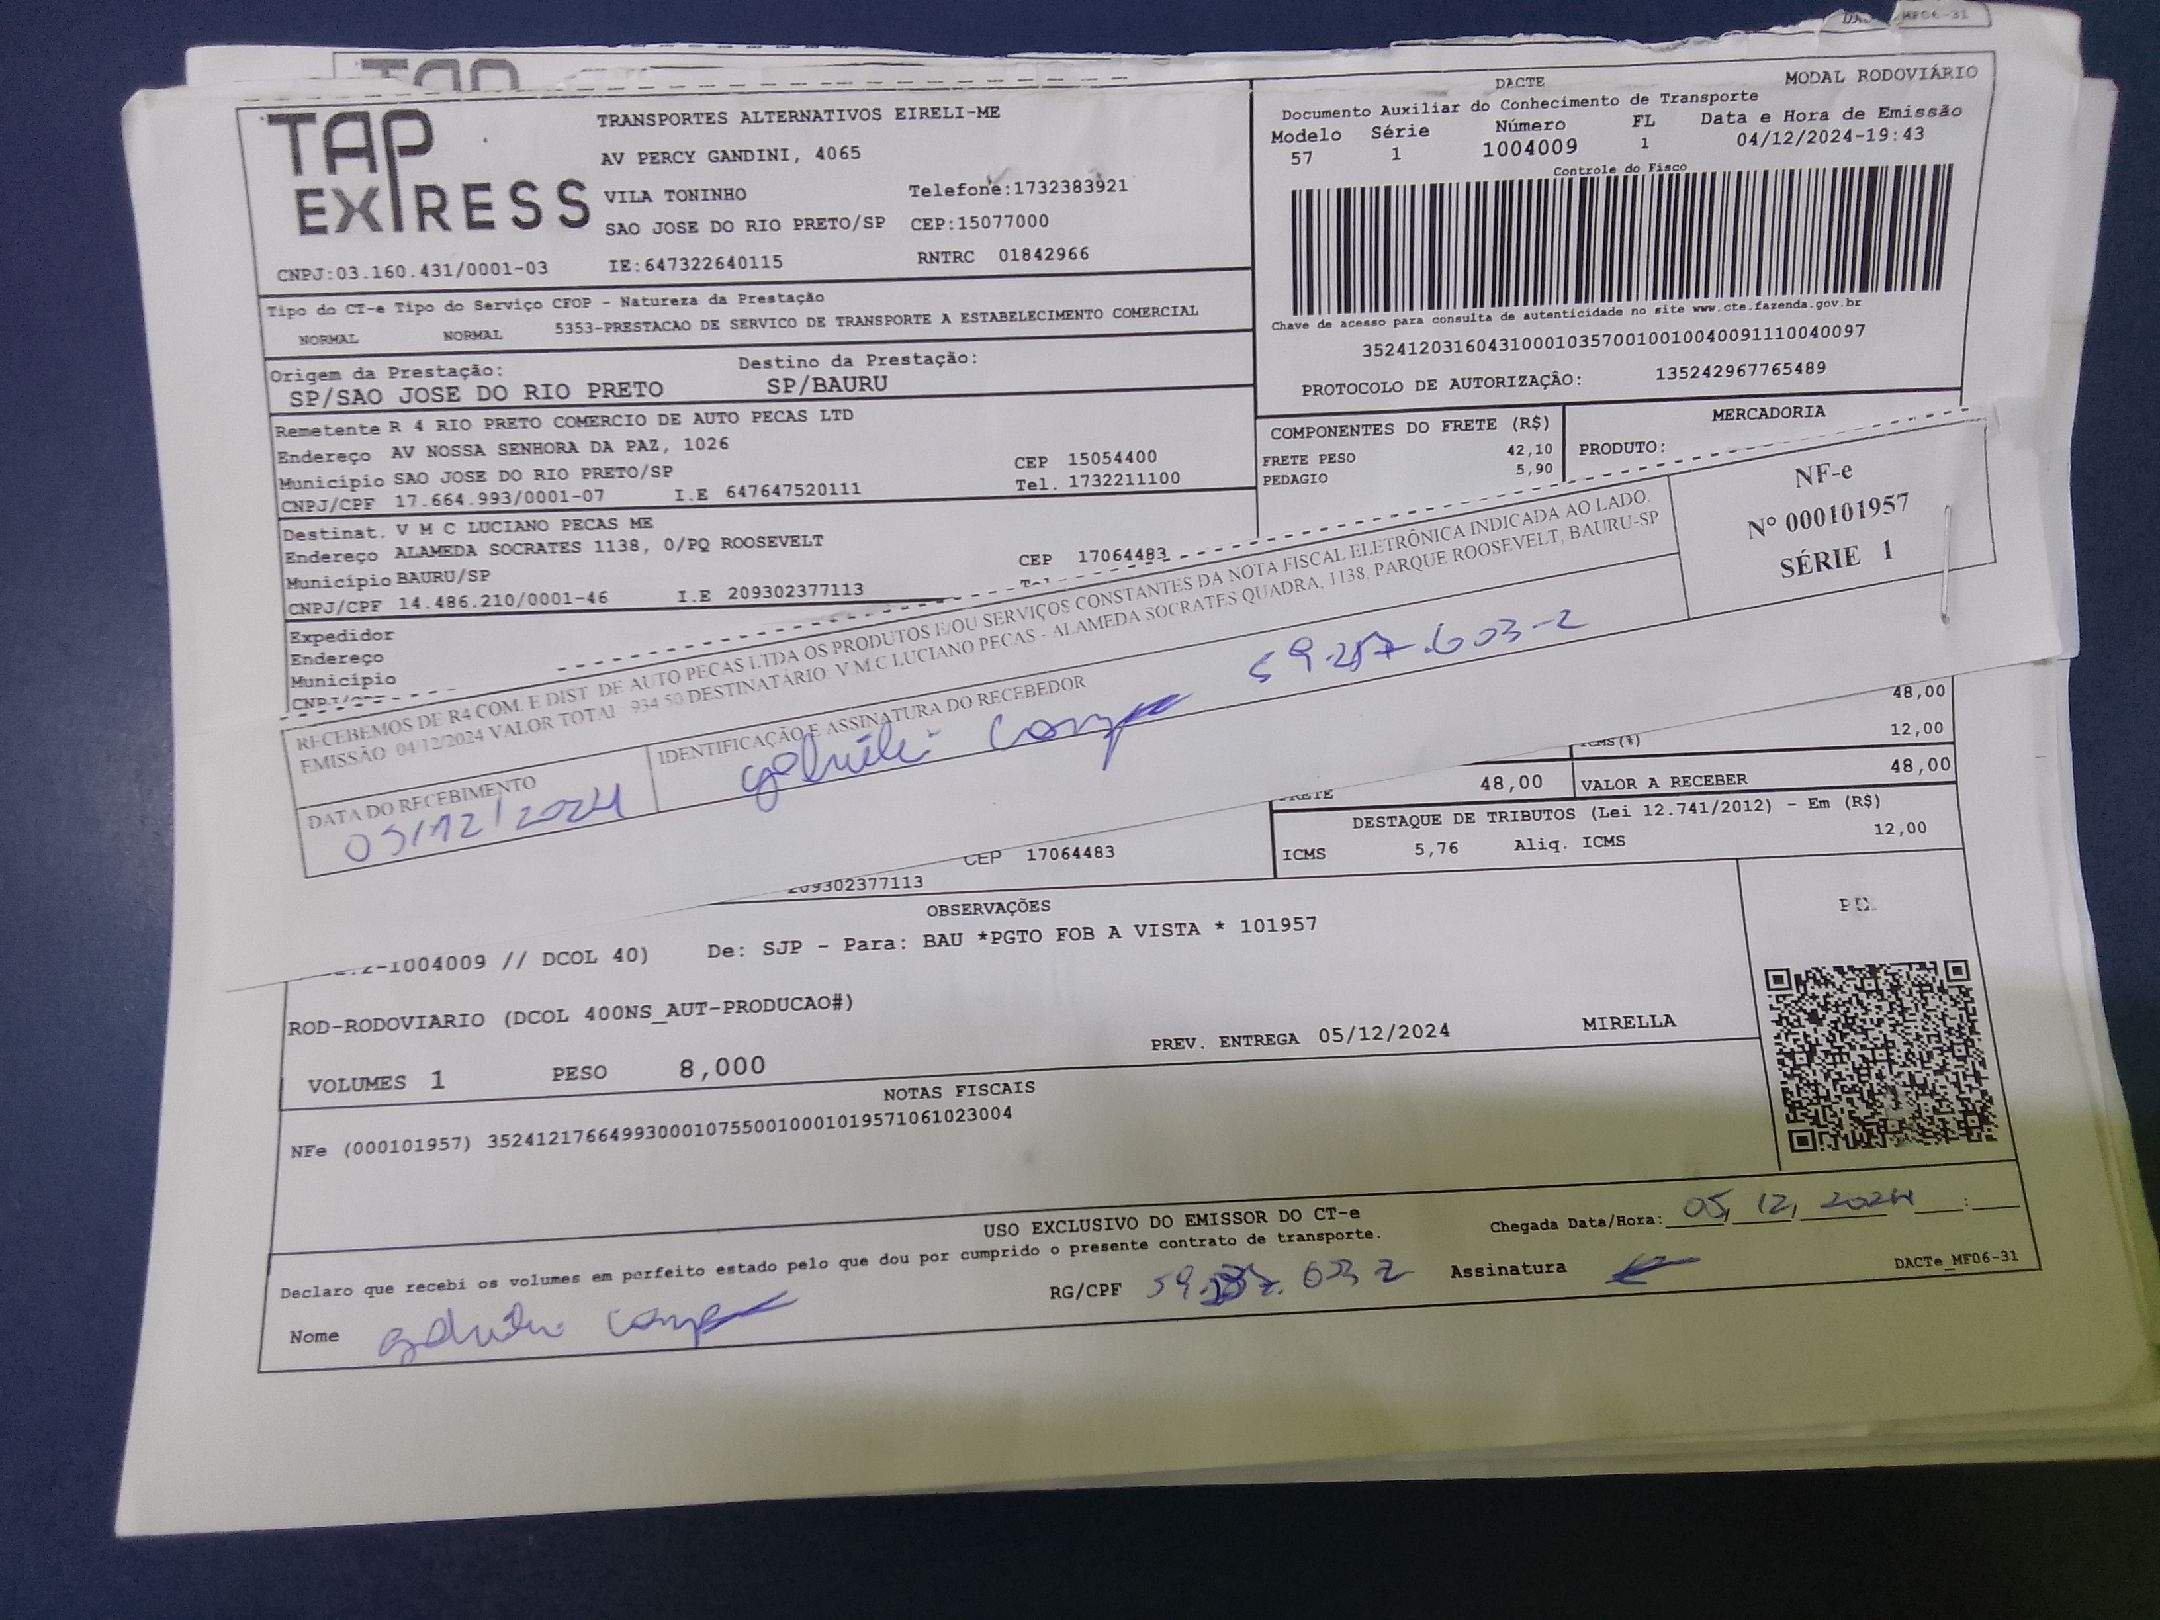 TAP
EXPRESS
TRANSPORTES ALTERNATIVOS EIRELI-ME
AV PERCY GANDINI, 4065
VILA TONINHO Telefone:1732383921
SAO JOSE DO RIO PRETO/SP CEP:15077000
CNPJ:03.160.431/0001-03 IE:647322640115 RNTRC 01842966
DACTE MODAL RODOVIÁRIO
Documento Auxiliar do Conhecimento de Transporte
Modelo Série Número FL Data e Hora de Emissão
57 1 1004009 1 04/12/2024-19:43
Controle do Fisco
Chave de acesso para consulta de autenticidade no site www.cte.fazenda.gov.br
35241203160431000103570010010040091110040097
PROTOCOLO DE AUTORIZAÇÃO: 135242967765489
Tipo do CT-e Tipo do Serviço CFOP - Natureza da Prestação
NORMAL NORMAL 5353-PRESTACAO DE SERVICO DE TRANSPORTE A ESTABELECIMENTO COMERCIAL
Origem da Prestação: Destino da Prestação:
SP/SAO JOSE DO RIO PRETO SP/BAURU
Remetente R 4 RIO PRETO COMERCIO DE AUTO PECAS LTD
Endereço AV NOSSA SENHORA DA PAZ, 1026
Município SAO JOSE DO RIO PRETO/SP CEP 15054400
CNPJ/CPF 17.664.993/0001-07 I.E 647647520111 Tel. 1732211100
COMPONENTES DO FRETE (R$) MERCADORIA
FRETE PESO 42,10 PRODUTO:
PEDAGIO 5,90
Destinat. V M C LUCIANO PECAS ME
Endereço ALAMEDA SOCRATES 1138, 0/PQ ROOSEVELT
Município BAURU/SP CEP 17064483
CNPJ/CPF 14.486.210/0001-46 I.E 209302377113
Expedidor
Endereço
Município
NF-e
N° 000101957
SÉRIE 1
RECEBEMOS DE R4 COM. E DIST. DE AUTO PECAS LTDA OS PRODUTOS E/OU SERVIÇOS CONSTANTES DA NOTA FISCAL ELETRÔNICA INDICADA AO LADO.
EMISSÃO 04/12/2024 VALOR TOTAL 934,50 DESTINATÁRIO: V M C LUCIANO PECAS - ALAMEDA SOCRATES QUADRA, 1138, PARQUE ROOSEVELT, BAURU-SP
DATA DO RECEBIMENTO IDENTIFICAÇÃO E ASSINATURA DO RECEBEDOR
05/12/2024 59.257.603-2
48,00
ICMS(%) 12,00
48,00 VALOR A RECEBER 48,00
DESTAQUE DE TRIBUTOS (Lei 12.741/2012) - Em (R$)
ICMS 5,76 Aliq. ICMS 12,00
CEP 17064483
209302377113
OBSERVAÇÕES
-1004009 // DCOL 40) De: SJP - Para: BAU *PGTO FOB A VISTA * 101957
ROD-RODOVIARIO (DCOL 400NS_AUT-PRODUCAO#)
PREV. ENTREGA 05/12/2024 MIRELLA
VOLUMES 1 PESO 8,000
NOTAS FISCAIS
NFe (000101957) 35241217664993000107550010001019571061023004
USO EXCLUSIVO DO EMISSOR DO CT-e
Chegada Data/Hora: 05, 12, 2024 :
Declaro que recebi os volumes em perfeito estado pelo que dou por cumprido o presente contrato de transporte.
Nome RG/CPF Assinatura
DACTe_MF06-31